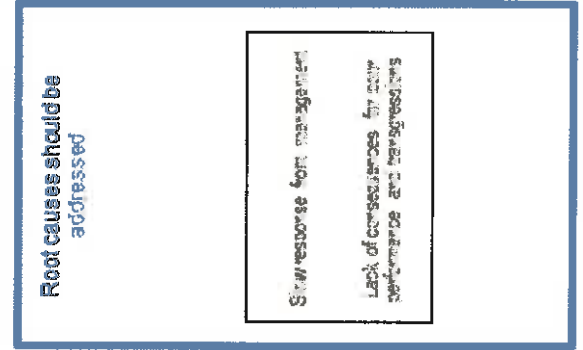 Root causes should be
addressed
Slow response from management
Lack of consequences for poor
performance and transgressions